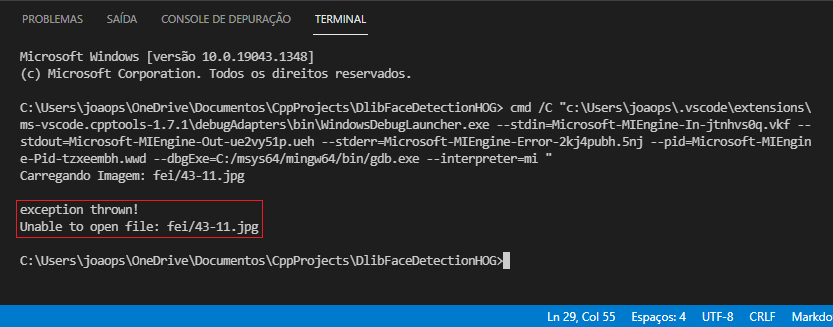 PROBLEMAS SAÍDA CONSOLE DE DEPURAÇÃO TERMINAL
Microsoft Windows [versão 10.0.19043.1348]
(c) Microsoft Corporation. Todos os direitos reservados.
C:\Users\joaops\OneDrive\Documentos\CppProjects\DlibFaceDetectionHOG> cmd /C "c:\Users\joaops\.vscode\extensions\
ms-vscode.cpptools-1.7.1\debugAdapters\bin\WindowsDebugLauncher.exe --stdin=Microsoft-MIEngine-In-jtnhvs0q.vkf --
stdout=Microsoft-MIEngine-Out-ue2vy51p.ueh --stderr=Microsoft-MIEngine-Error-2kj4pubh.5nj --pid=Microsoft-MIEngin
e-Pid-tzxeembh.wwd --dbgExe=C:/msys64/mingw64/bin/gdb.exe --interpreter=mi "
Carregando Imagem: fei/43-11.jpg
exception thrown!
Unable to open file: fei/43-11.jpg
C:\Users\joaops\OneDrive\Documentos\CppProjects\DlibFaceDetectionHOG>
Ln 29, Col 55 Espaços: 4 UTF-8 CRLF Markdo